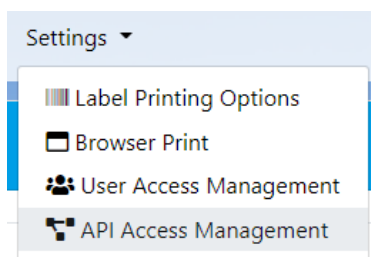 Settings
Label Printing Options
Browser Print
User Access Management
API Access Management